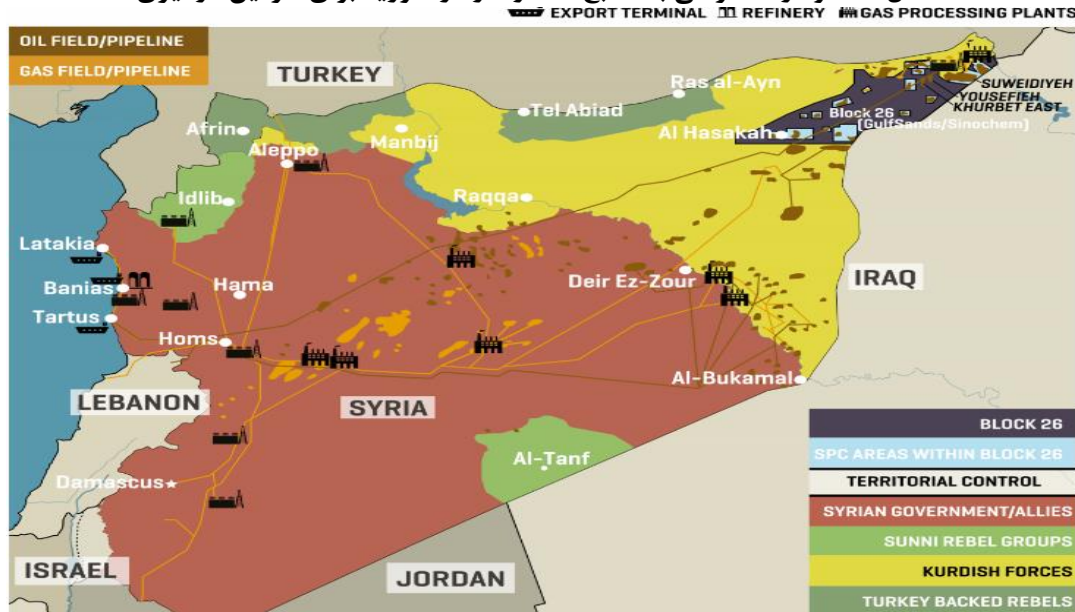 EXPORT TERMINAL REFINERY GAS PROCESSING PLANTS
OIL FIELD/PIPELINE
GAS FIELD/PIPELINE
TURKEY
Ras al-Ayn
SUWEIDIYEH
YOUSEFIEH
KHURBET EAST
Tel Abiad
Block 26
(GulfSands/Sinochem)
Afrin
Manbij
Al Hasakah
Aleppo
Idlib
Raqqa
Latakia
Deir Ez-Zour
IRAQ
Banias
Hama
Tartus
Homs
Al-Bukamal
LEBANON
SYRIA
Al-Tanf
Damascus
ISRAEL
JORDAN
BLOCK 26
SPC AREAS WITHIN BLOCK 26
TERRITORIAL CONTROL
SYRIAN GOVERNMENT/ALLIES
SUNNI REBEL GROUPS
KURDISH FORCES
TURKEY BACKED REBELS